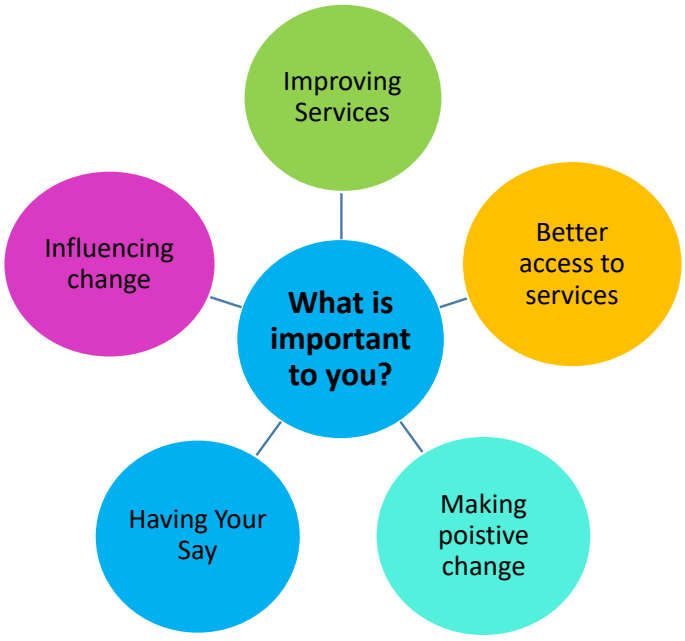 Improving
Services
Better
access to
services
Making
poistive
change
Having Your
Say
Influencing
change
What is
important
to you?